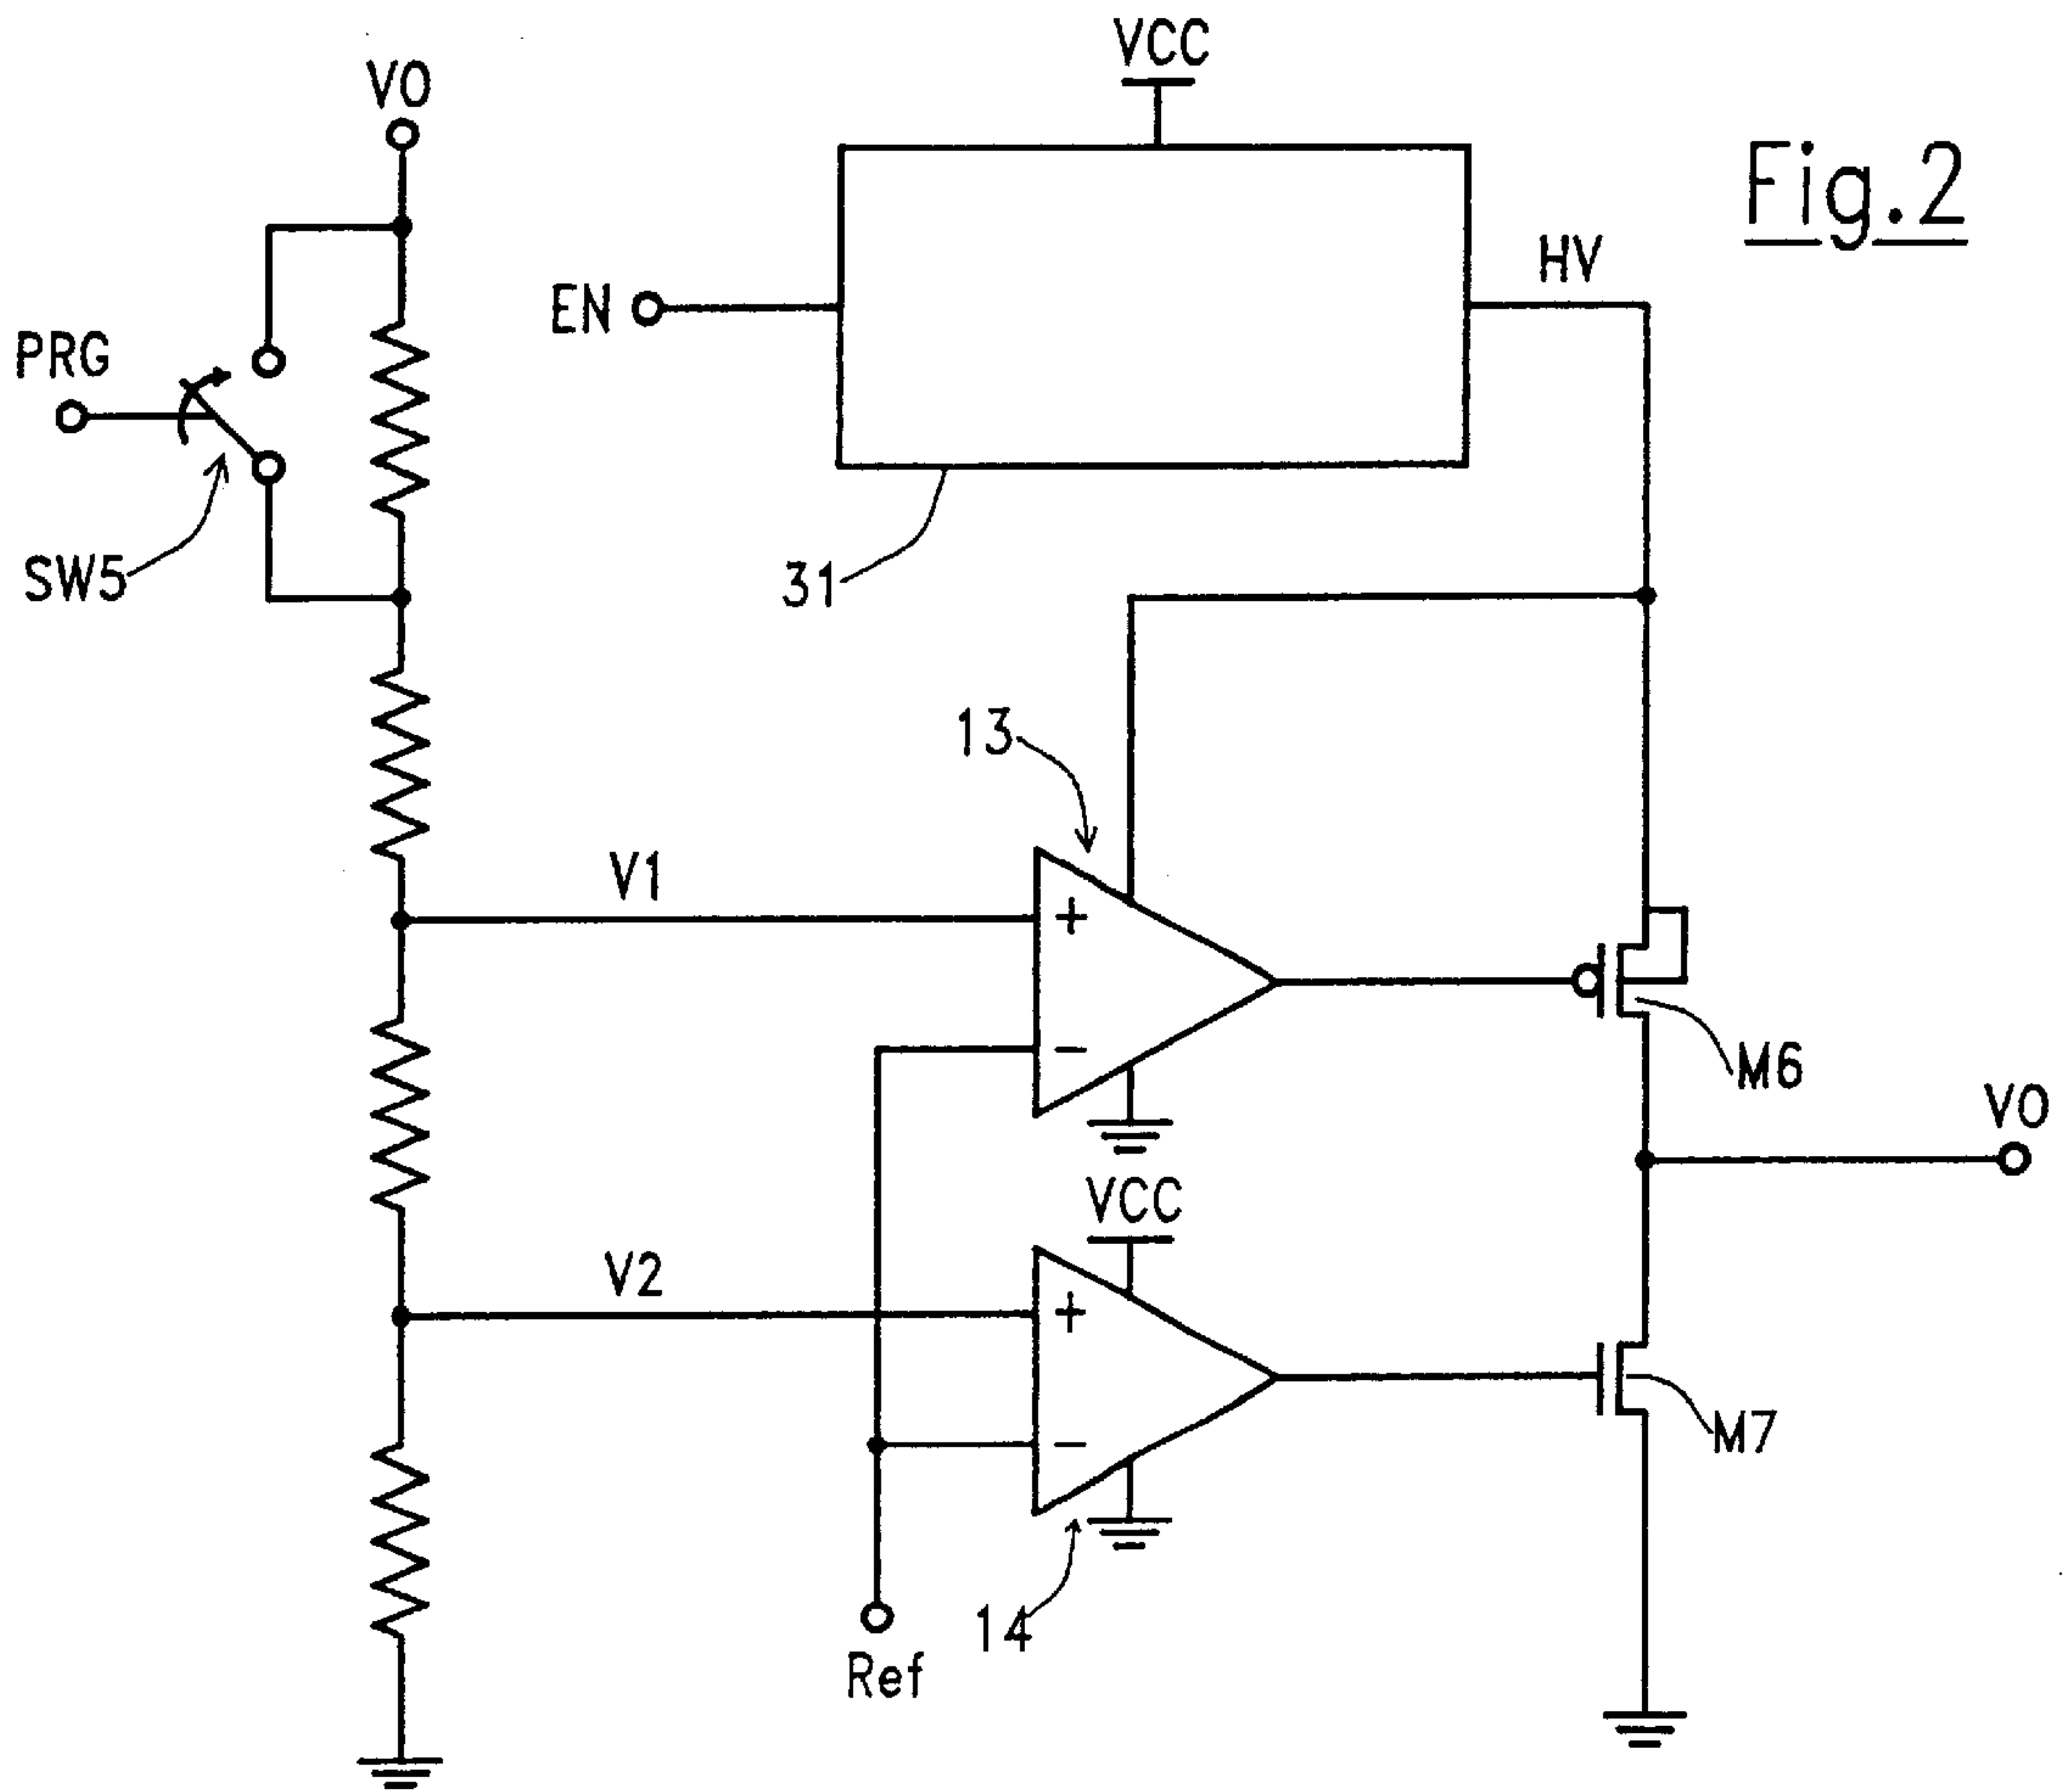 VCC
VO
Fig.2
HV
EN
PRG
SW5
31
13
V1
+
−
M6
VO
VCC
V2
+
−
M7
14
Ref